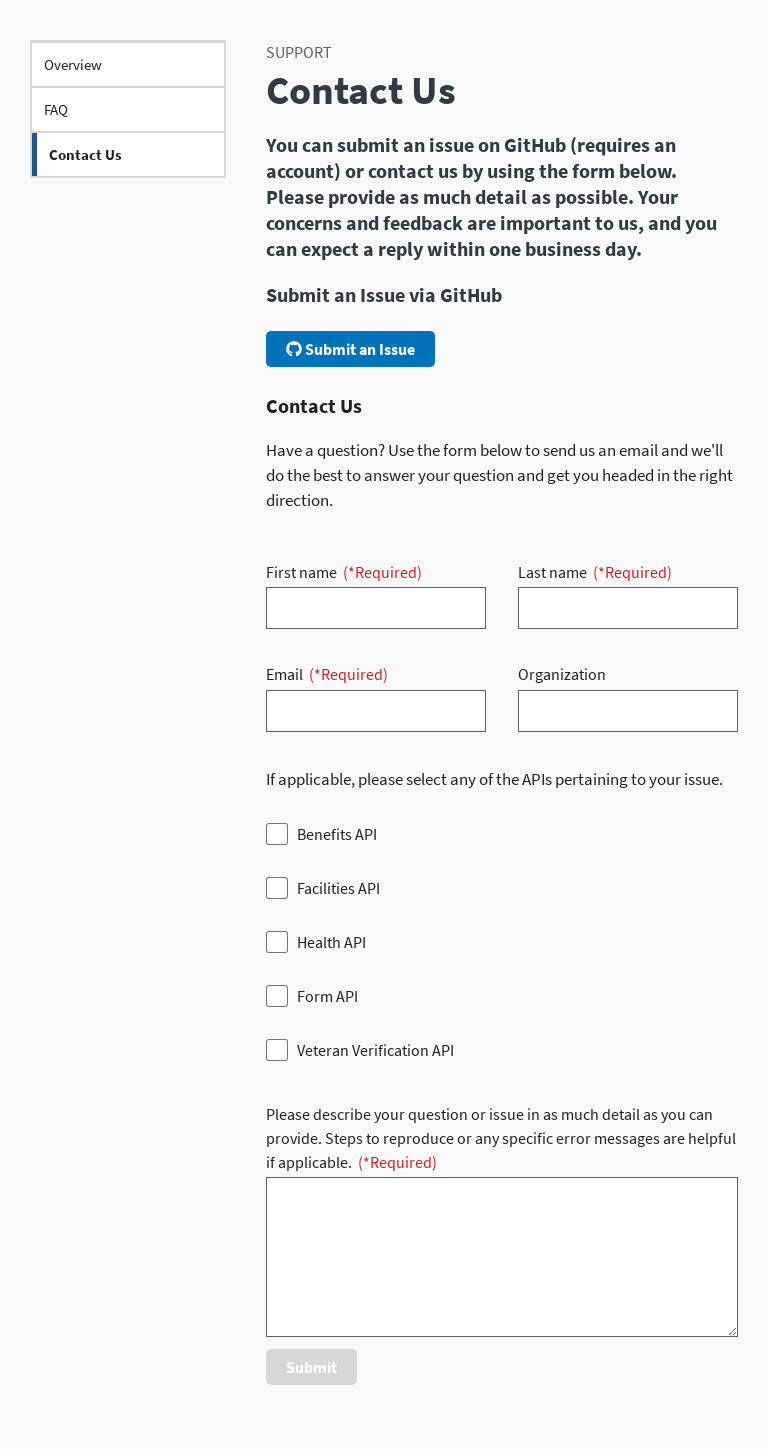 Overview
FAQ
Contact Us
SUPPORT
Contact Us
You can submit an issue on GitHub (requires an
account) or contact us by using the form below.
Please provide as much detail as possible. Your
concerns and feedback are important to us, and you
can expect a reply within one business day.
Submit an Issue via GitHub
Submit an Issue
Contact Us
Have a question? Use the form below to send us an email and we'll
do the best to answer your question and get you headed in the right
direction.
First name (*Required)
Last name (*Required)
Email (*Required)
Organization
If applicable, please select any of the APIs pertaining to your issue.
Benefits API
Facilities API
Health API
Form API
Veteran Verification API
Please describe your question or issue in as much detail as you can
provide. Steps to reproduce or any specific error messages are helpful
if applicable. (*Required)
Submit